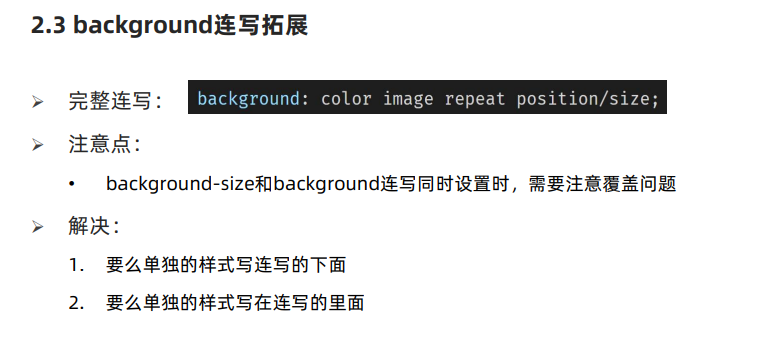 2.3 background连写拓展
➢ 完整连写： background: color image repeat position/size;
➢ 注意点：
• background-size和background连写同时设置时，需要注意覆盖问题
➢ 解决：
1. 要么单独的样式写连写的下面
2. 要么单独的样式写在连写的里面